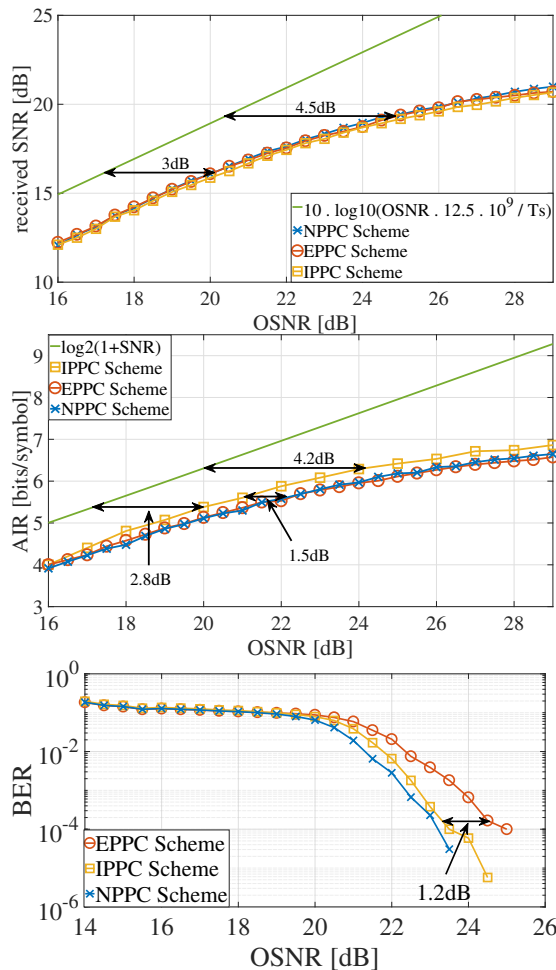 25
20
15
10
received SNR [dB]
4.5dB
3dB
10 . log10(OSNR . 12.5 . 10^9 / Ts)
NPPC Scheme
EPPC Scheme
IPPC Scheme
16 18 20 22 24 26 28
OSNR [dB]
9
8
7
6
5
4
3
AIR [bits/symbol]
log2(1+SNR)
IPPC Scheme
EPPC Scheme
NPPC Scheme
4.2dB
1.5dB
2.8dB
16 18 20 22 24 26 28
OSNR [dB]
10^0
10^-2
10^-4
10^-6
BER
EPPC Scheme
IPPC Scheme
NPPC Scheme
1.2dB
14 16 18 20 22 24 26
OSNR [dB]